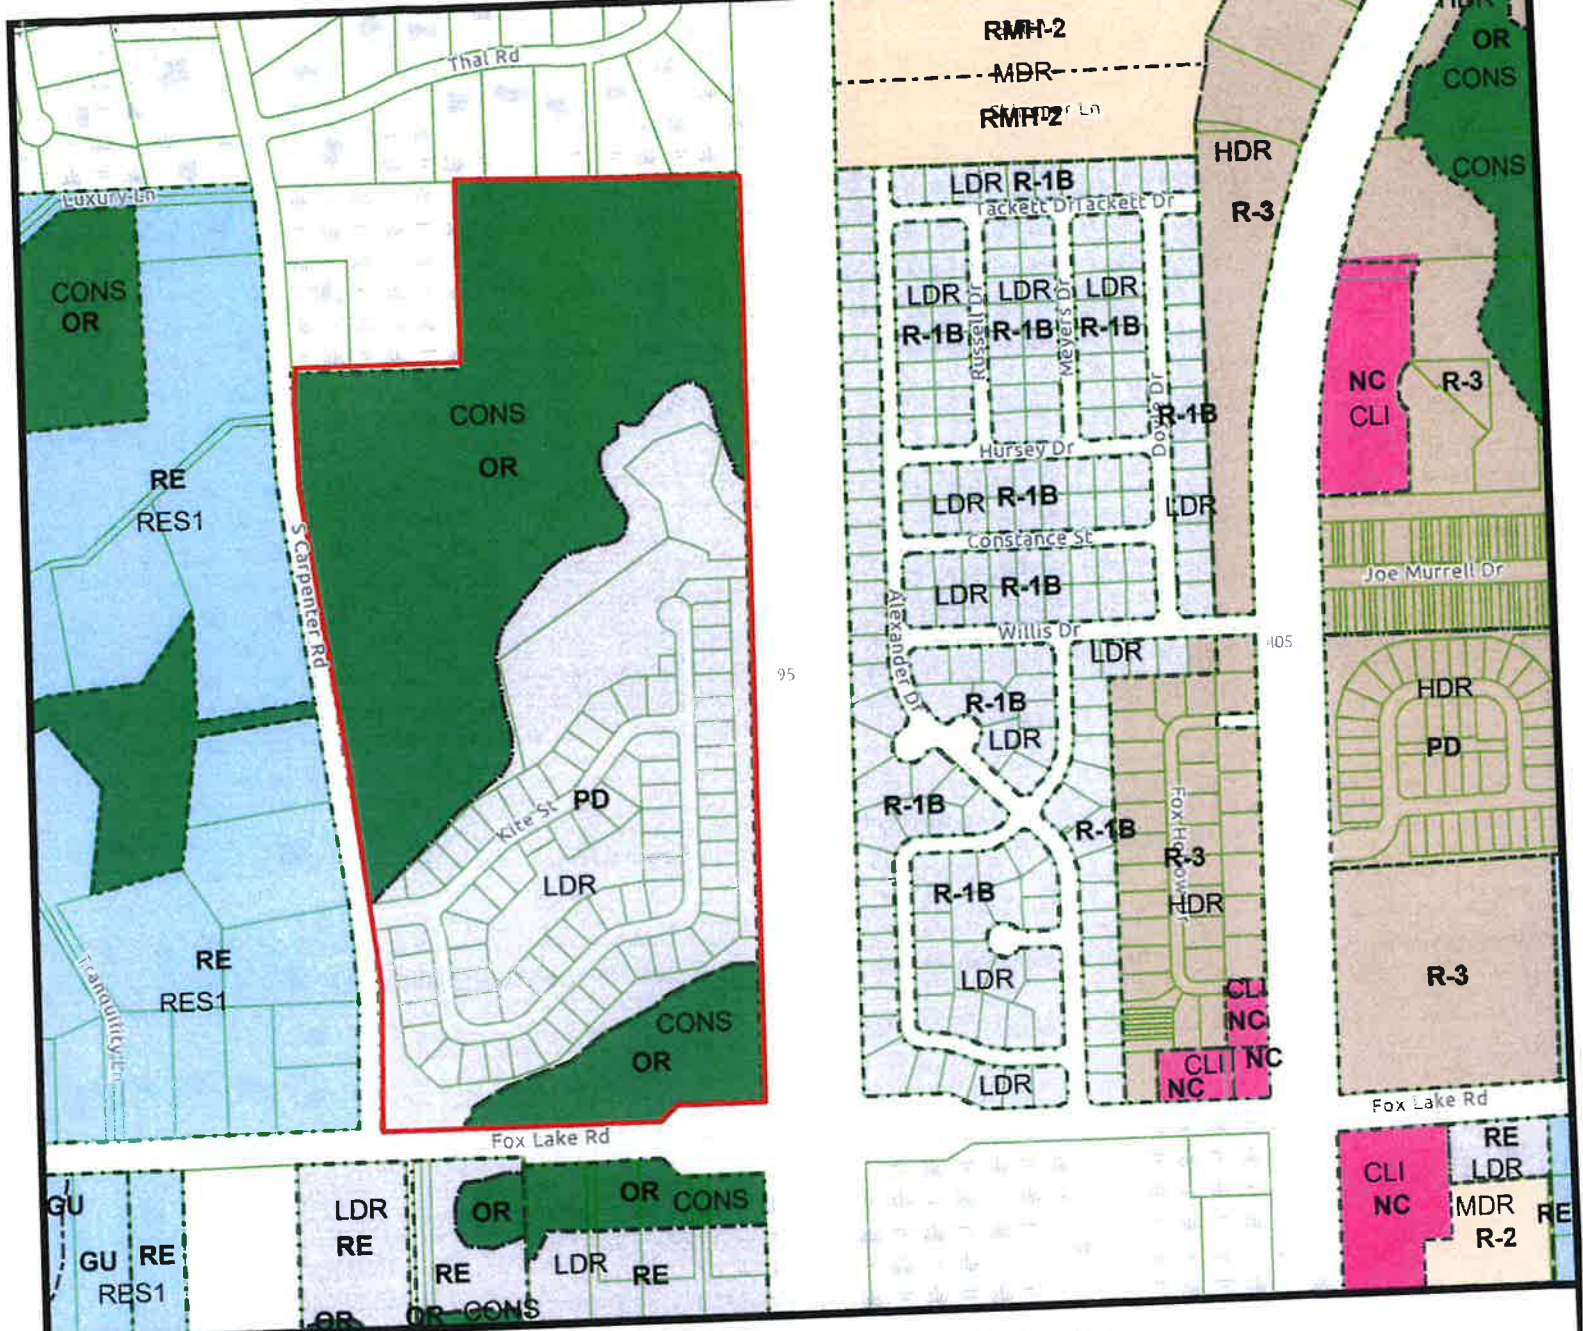 RMH-2
MDR
RMH-2
HDR
OR
CONS
CONS
Thal Rd
Luxury Ln
CONS
OR
LDR R-1B
Tackett Dr Tackett Dr
HDR
R-3
LDR LDR LDR
R-1B R-1B R-1B
Russell Dr
Meyers Dr
Doyle Dr
R-1B
NC
CLI
R-3
CONS
OR
RE
RES1
Hursey Dr
LDR R-1B
LDR
Constance St
LDR R-1B
Joe Murrell Dr
S Carpenter Rd
Alexander Dr
Willis Dr
LDR
405
95
R-1B
LDR
HDR
PD
Kite St
PD
LDR
R-1B
R-1B
R-3
HDR
R-1B
LDR
RE
RES1
Tranquility Ln
CONS
OR
R-3
CLI
NC
CLI NC
NC
LDR
Fox Lake Rd
Fox Lake Rd
GU
GU RE
RES1
LDR
RE
OR
OR CONS
RE
LDR
RE
OR
OR CONS
CLI
NC
RE
LDR
MDR
R-2
RE